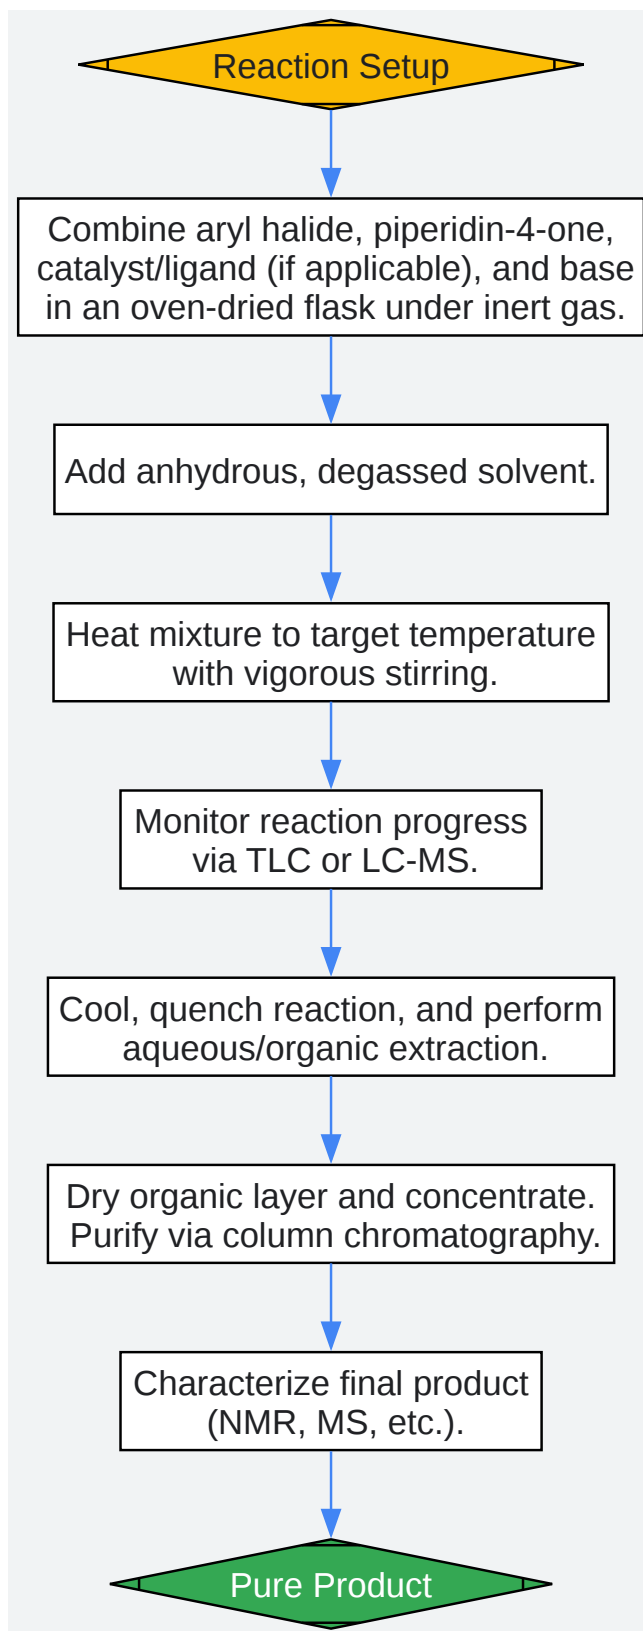 Reaction Setup
Combine aryl halide, piperidin-4-one,
catalyst/ligand (if applicable), and base
in an oven-dried flask under inert gas.
Add anhydrous, degassed solvent.
Heat mixture to target temperature
with vigorous stirring.
Monitor reaction progress
via TLC or LC-MS.
Cool, quench reaction, and perform
aqueous/organic extraction.
Dry organic layer and concentrate.
Purify via column chromatography.
Characterize final product
(NMR, MS, etc.).
Pure Product